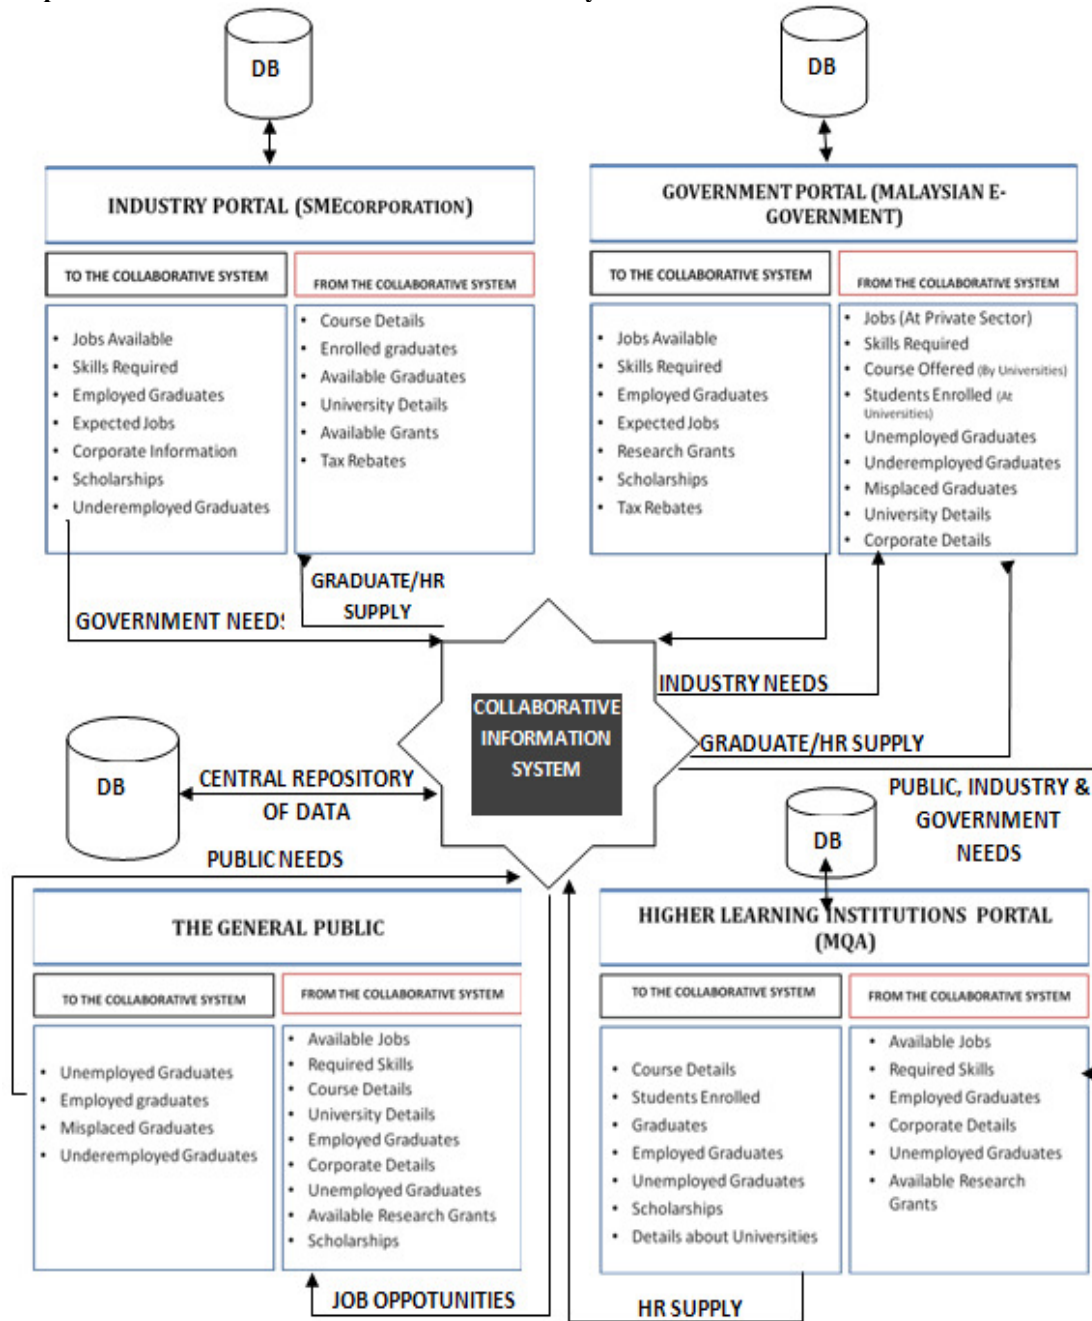 DB
DB
INDUSTRY PORTAL (SMECORPORATION)
TO THE COLLABORATIVE SYSTEM
FROM THE COLLABORATIVE SYSTEM
• Jobs Available
• Skills Required
• Employed Graduates
• Expected Jobs
• Corporate Information
• Scholarships
• Underemployed Graduates
• Course Details
• Enrolled graduates
• Available Graduates
• University Details
• Available Grants
• Tax Rebates
GOVERNMENT PORTAL (MALAYSIAN E-
GOVERNMENT)
TO THE COLLABORATIVE SYSTEM
FROM THE COLLABORATIVE SYSTEM
• Jobs Available
• Skills Required
• Employed Graduates
• Expected Jobs
• Research Grants
• Scholarships
• Tax Rebates
• Jobs (At Private Sector)
• Skills Required
• Course Offered (By Universities)
• Students Enrolled (At
Universities)
• Unemployed Graduates
• Underemployed Graduates
• Misplaced Graduates
• University Details
• Corporate Details
GRADUATE/HR
SUPPLY
GOVERNMENT NEEDS
INDUSTRY NEEDS
COLLABORATIVE
INFORMATION
SYSTEM
GRADUATE/HR SUPPLY
DB
CENTRAL REPOSITORY
OF DATA
PUBLIC, INDUSTRY &
GOVERNMENT
NEEDS
DB
PUBLIC NEEDS
THE GENERAL PUBLIC
TO THE COLLABORATIVE SYSTEM
FROM THE COLLABORATIVE SYSTEM
• Unemployed Graduates
• Employed graduates
• Misplaced Graduates
• Underemployed Graduates
• Available Jobs
• Required Skills
• Course Details
• University Details
• Employed Graduates
• Corporate Details
• Unemployed Graduates
• Available Research Grants
• Scholarships
HIGHER LEARNING INSTITUTIONS PORTAL
(MQA)
TO THE COLLABORATIVE SYSTEM
FROM THE COLLABORATIVE SYSTEM
• Course Details
• Students Enrolled
• Graduates
• Employed Graduates
• Unemployed Graduates
• Scholarships
• Details about Universities
• Available Jobs
• Required Skills
• Employed Graduates
• Corporate Details
• Unemployed Graduates
• Available Research
Grants
JOB OPPOTUNITIES
HR SUPPLY